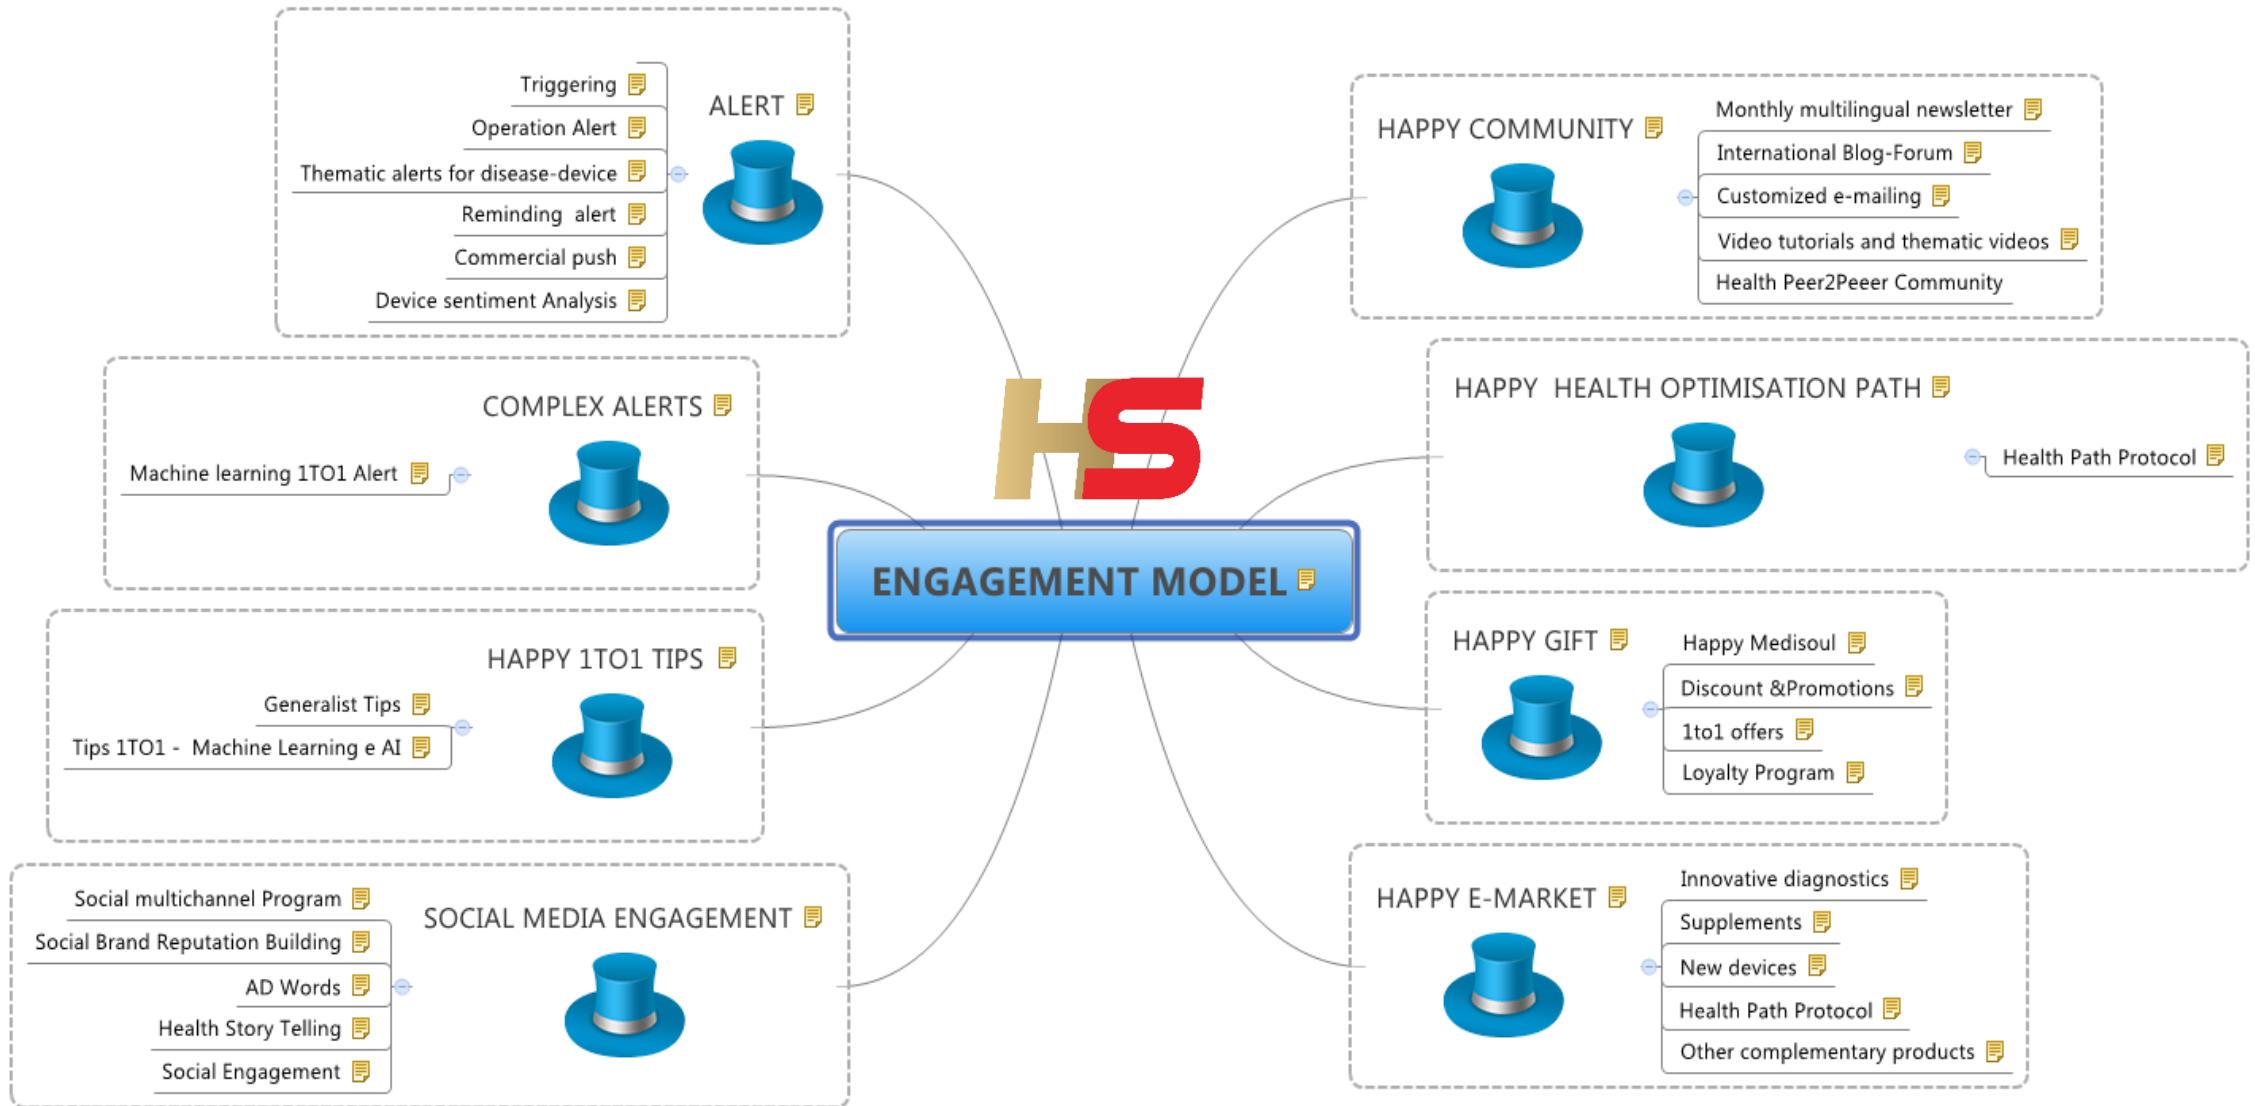 ALERT
Triggering
Operation Alert
Thematic alerts for disease-device
Reminding  alert
Commercial push
Device sentiment Analysis
COMPLEX ALERTS
Machine learning 1TO1 Alert
HAPPY 1TO1 TIPS
Generalist Tips
Tips 1TO1 -  Machine Learning e AI
SOCIAL MEDIA ENGAGEMENT
Social multichannel Program
Social Brand Reputation Building
AD Words
Health Story Telling
Social Engagement
HS
ENGAGEMENT MODEL
HAPPY COMMUNITY
Monthly multilingual newsletter
International Blog-Forum
Customized e-mailing
Video tutorials and thematic videos
Health Peer2Peeer Community
HAPPY  HEALTH OPTIMISATION PATH
Health Path Protocol
HAPPY GIFT
Happy Medisoul
Discount &Promotions
1to1 offers
Loyalty Program
HAPPY E-MARKET
Innovative diagnostics
Supplements
New devices
Health Path Protocol
Other complementary products